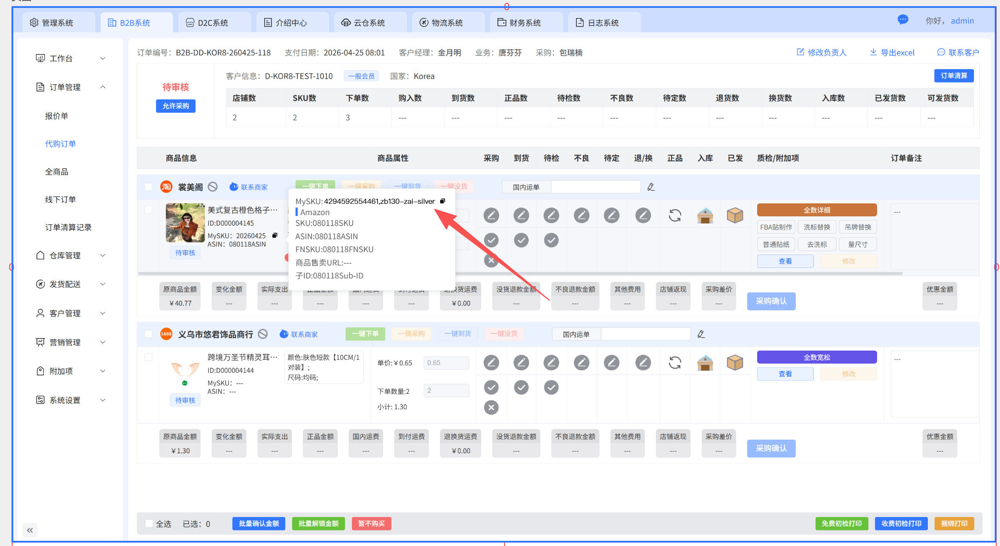 管理系统
B2B系统
D2C系统
介绍中心
云仓系统
物流系统
财务系统
日志系统
你好， admin
0
工作台
订单管理
报价单
代购订单
全商品
线下订单
订单清算记录
仓库管理
发货配送
客户管理
营销管理
附加项
系统设置
0
0
订单编号：B2B-DD-KOR8-260425-118 支付日期：2026-04-25 08:01 客户经理：金月明 业务：唐芬芬 采购：包瑞楠
修改负责人 导出excel 联系客户
待审核
允许采购
客户信息：D-KOR8-TEST-1010 一般会员 国家：Korea
订单清算
店铺数 SKU数 下单数 购入数 到货数 正品数 待检数 不良数 待定数 退货数 换货数 入库数 已发货数 可发货数
2 2 3 --- --- --- --- --- --- --- --- --- --- ---
商品信息 商品属性 采购 到货 待检 不良 待定 退/换 正品 入库 已发 质检/附加项 订单备注
淘 裳美阁 联系商家 一键下单 一键采购 一键到货 一键没货 国内运单
美式复古橙色格子···
ID:D000004145
MySKU：20260425
ASIN：080118ASIN
待审核
MySKU:4294592554461,zb130-zai-silver
Amazon
SKU:080118SKU
ASIN:080118ASIN
FNSKU:080118FNSKU
商品售卖URL:---
子ID:080118Sub-ID
全数详细
FBA贴制作 洗标替换 吊牌替换
普通贴纸 去洗标 量尺寸
查看 修改
---
原商品金额 变化金额 实际支出 正品金额 国内运费 到付运费 退换货运费 没货退款金额 不良退款金额 其他费用 店铺返现 采购差价 采购确认 优惠金额
￥40.77 --- --- --- --- --- ￥0.00 --- --- --- --- --- ---
1688 义乌市悠君饰品商行 联系商家 一键下单 一键采购 一键到货 一键没货 国内运单
跨境万圣节精灵耳···
ID:D000004144
MySKU：---
ASIN：---
待审核
颜色:肤色短款【10CM/1
对装】;
尺码:均码;
单价:￥0.65 0.65
下单数量:2 2
小计: 1.30
全数宽松
查看 修改
---
原商品金额 变化金额 实际支出 正品金额 国内运费 到付运费 退换货运费 没货退款金额 不良退款金额 其他费用 店铺返现 采购差价 采购确认 优惠金额
￥1.30 --- --- --- --- --- ￥0.00 --- --- --- --- --- ---
全选 已选：0 批量确认金额 批量解锁金额 暂不购买 免费初检打印 收费初检打印 捆绑打印